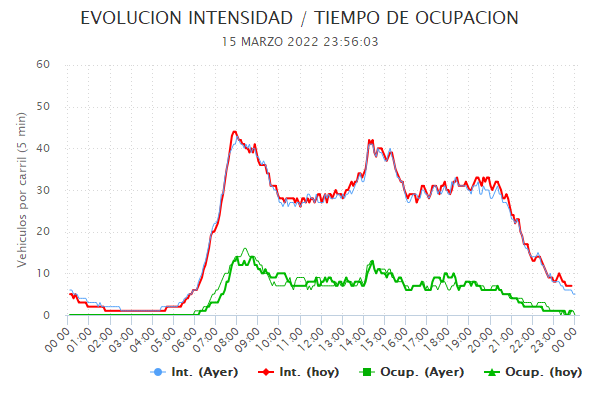 EVOLUCION INTENSIDAD / TIEMPO DE OCUPACION
15 MARZO 2022 23:56:03
Vehiculos por carril (5 min)
60
50
40
30
20
10
0
00:00 01:00 02:00 03:00 04:00 05:00 06:00 07:00 08:00 09:00 10:00 11:00 12:00 13:00 14:00 15:00 16:00 17:00 18:00 19:00 20:00 21:00 22:00 23:00 00:00
Int. (Ayer) Int. (hoy) Ocup. (Ayer) Ocup. (hoy)